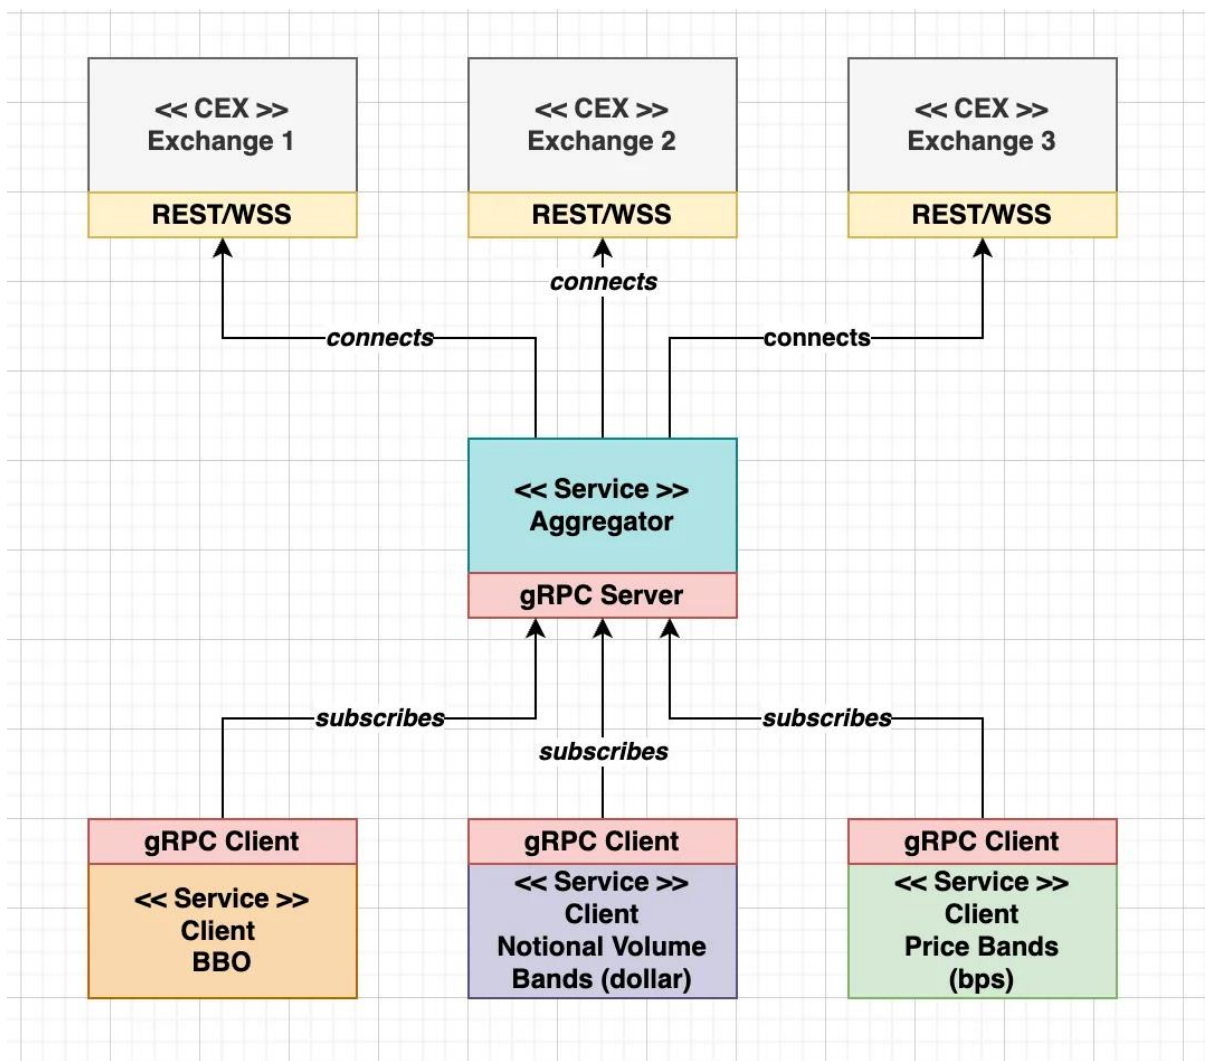 << CEX >>
Exchange 1
REST/WSS
<< CEX >>
Exchange 2
REST/WSS
<< CEX >>
Exchange 3
REST/WSS
connects
connects
connects
<< Service >>
Aggregator
gRPC Server
subscribes
subscribes
subscribes
gRPC Client
<< Service >>
Client
BBO
gRPC Client
<< Service >>
Client
Notional Volume
Bands (dollar)
gRPC Client
<< Service >>
Client
Price Bands
(bps)